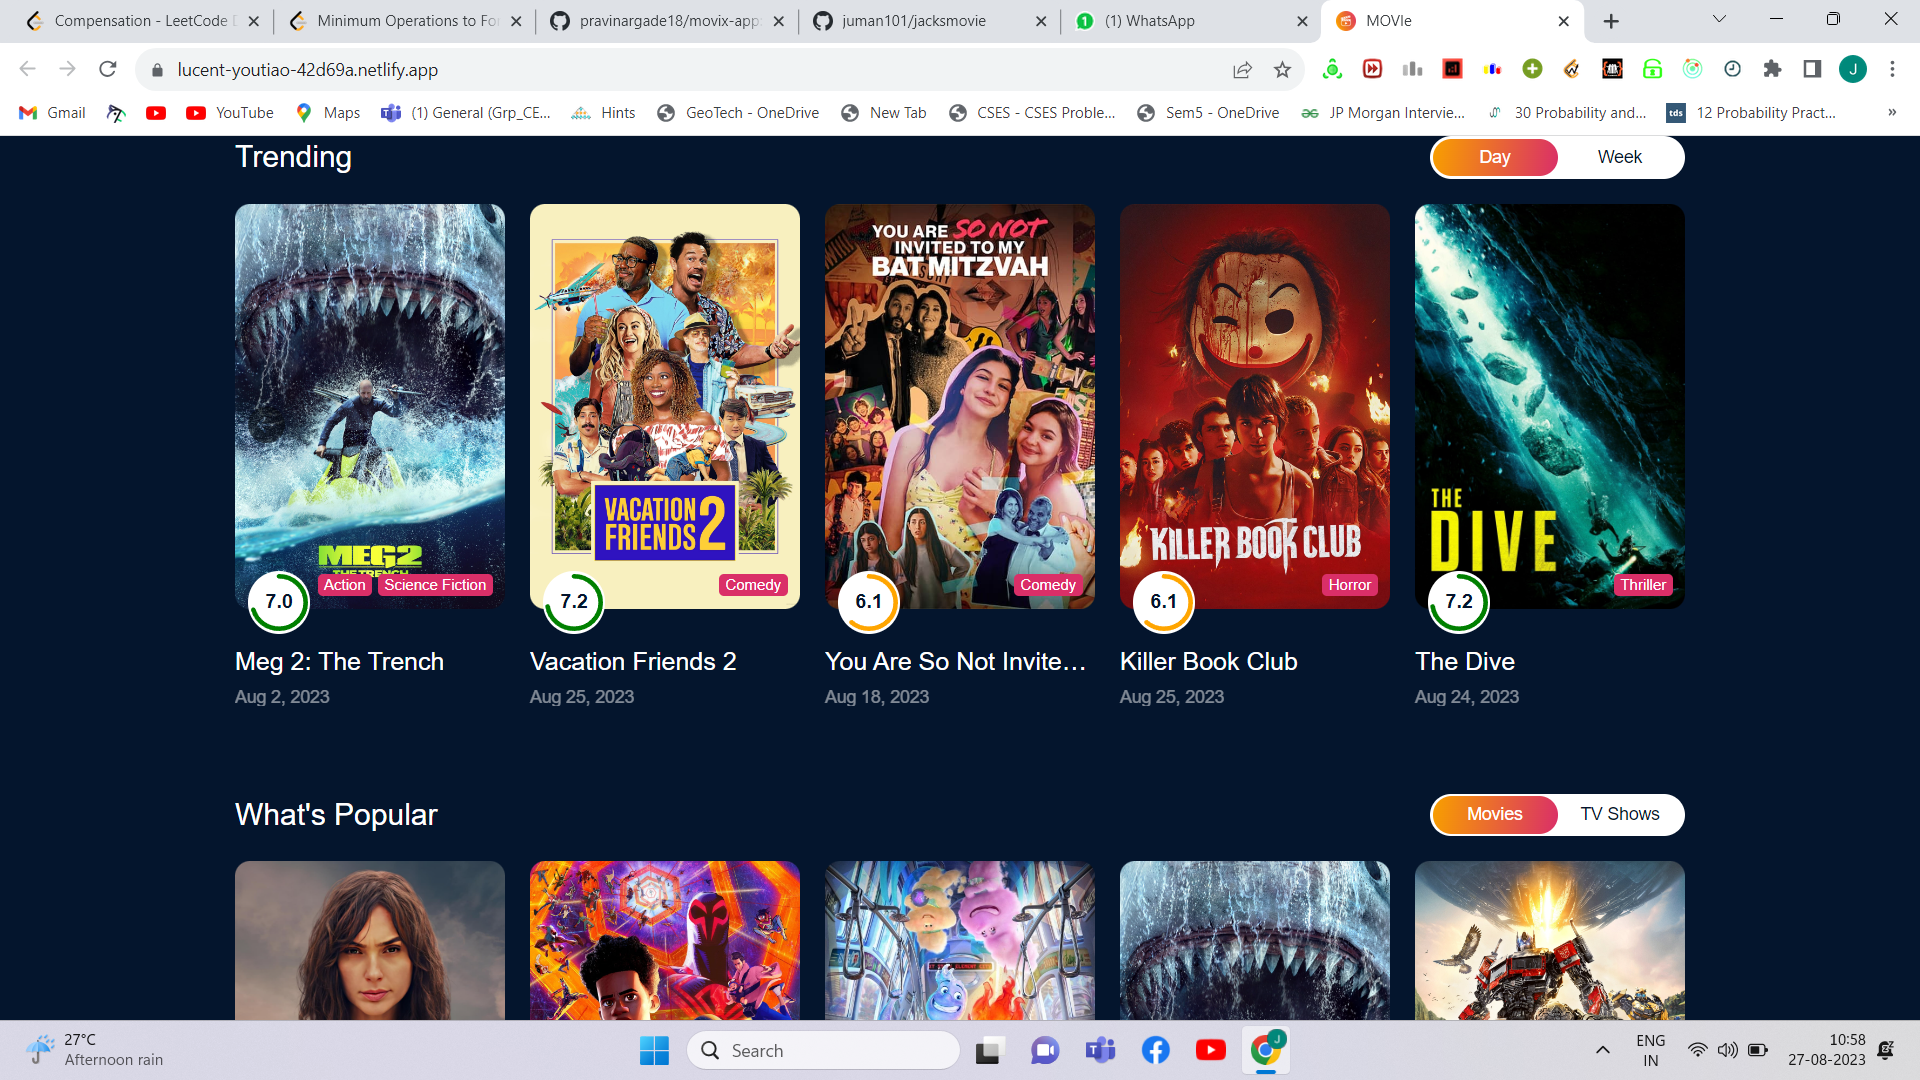 Compensation - LeetCode D
Minimum Operations to For
pravinargade18/movix-app:
juman101/jacksmovie
(1) WhatsApp
MOVIe
lucent-youtiao-42d69a.netlify.app
J
Gmail
YouTube
Maps
(1) General (Grp_CE...
Hints
GeoTech - OneDrive
New Tab
CSES - CSES Proble...
Sem5 - OneDrive
JP Morgan Intervie...
30 Probability and...
tds
12 Probability Pract...
»
Trending
Day
Week
YOU ARE SO NOT
INVITED TO MY
BAT MITZVAH
VACATION
FRIENDS 2
KILLER BOOK CLUB
THE
DIVE
MEG2
THE TRENCH
Action
Science Fiction
Comedy
Comedy
Horror
Thriller
7.0
7.2
6.1
6.1
7.2
Meg 2: The Trench
Vacation Friends 2
You Are So Not Invite...
Killer Book Club
The Dive
Aug 2, 2023
Aug 25, 2023
Aug 18, 2023
Aug 25, 2023
Aug 24, 2023
What's Popular
Movies
TV Shows
27°C
Afternoon rain
Search
J
ENG
IN
10:58
27-08-2023